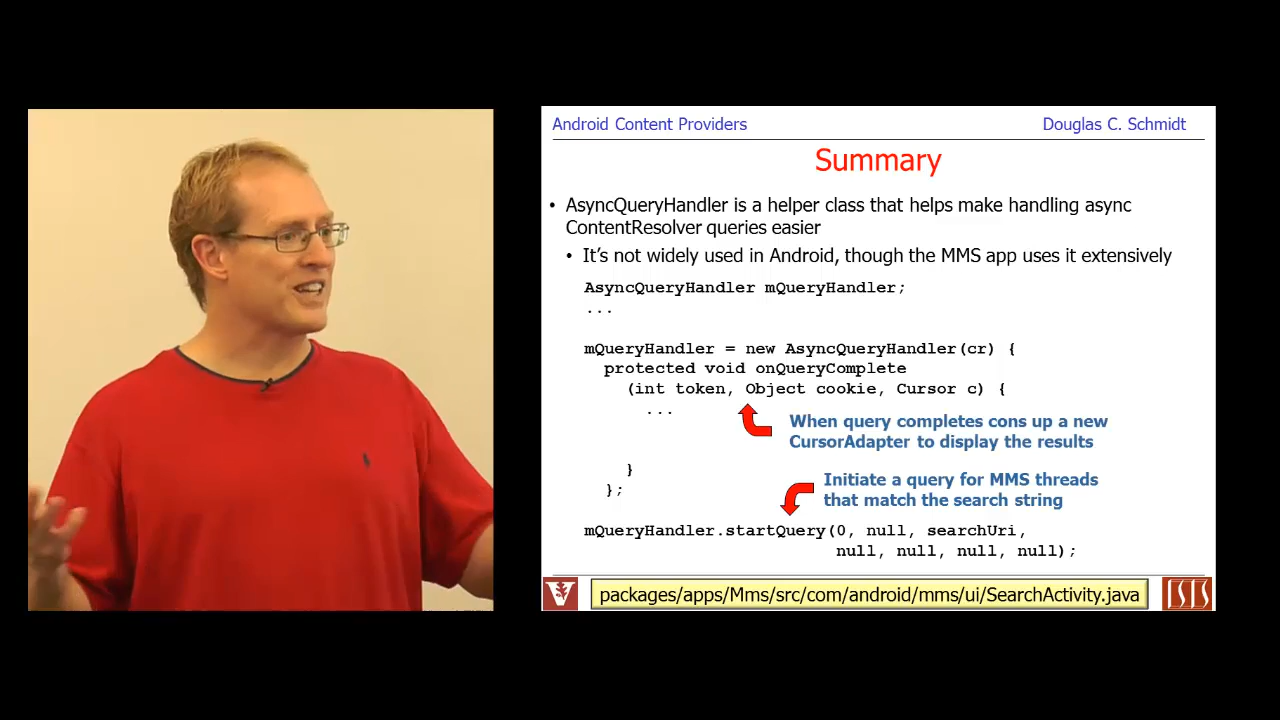 Android Content Providers
Douglas C. Schmidt
Summary
• AsyncQueryHandler is a helper class that helps make handling async
ContentResolver queries easier
• It's not widely used in Android, though the MMS app uses it extensively
AsyncQueryHandler mQueryHandler;
...
mQueryHandler = new AsyncQueryHandler(cr) {
protected void onQueryComplete
(int token, Object cookie, Cursor c) {
...
When query completes cons up a new
CursorAdapter to display the results
}
};
Initiate a query for MMS threads
that match the search string
mQueryHandler.startQuery(0, null, searchUri,
null, null, null, null);
packages/apps/Mms/src/com/android/mms/ui/SearchActivity.java
ISIS